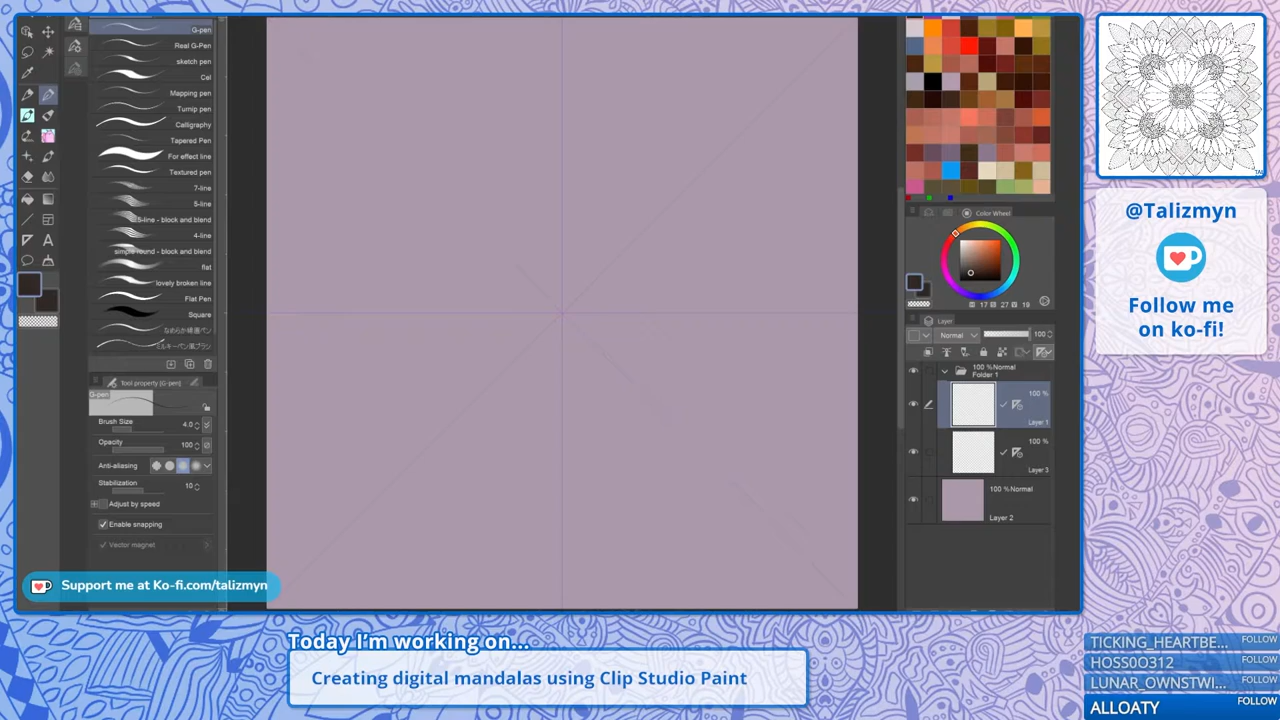 G-pen
Real G-Pen
sketch pen
Cel
Mapping pen
Turnip pen
Calligraphy
Tapered Pen
For effect line
Textured pen
7-line
5-line
5-line - block and blend
4-line
simple round - block and blend
flat
lovely broken line
Flat Pen
Square
Tool property [G-pen]
G-pen
Brush Size 4.0
Opacity 100
Anti-aliasing
Stabilization 10
Adjust by speed
Enable snapping
Vector magnet
Color Wheel
17 27 19
Layer
Normal 100
100 %Normal
Folder 1
100 %
Layer 1
100 %
Layer 3
100 %Normal
Layer 2
@Talizmyn
Follow me
on ko-fi!
Support me at Ko-fi.com/talizmyn
Today I'm working on...
Creating digital mandalas using Clip Studio Paint
TICKING_HEARTBE... FOLLOW
HOSS0O312 FOLLOW
LUNAR_OWNSTWI... FOLLOW
ALLOATY FOLLOW